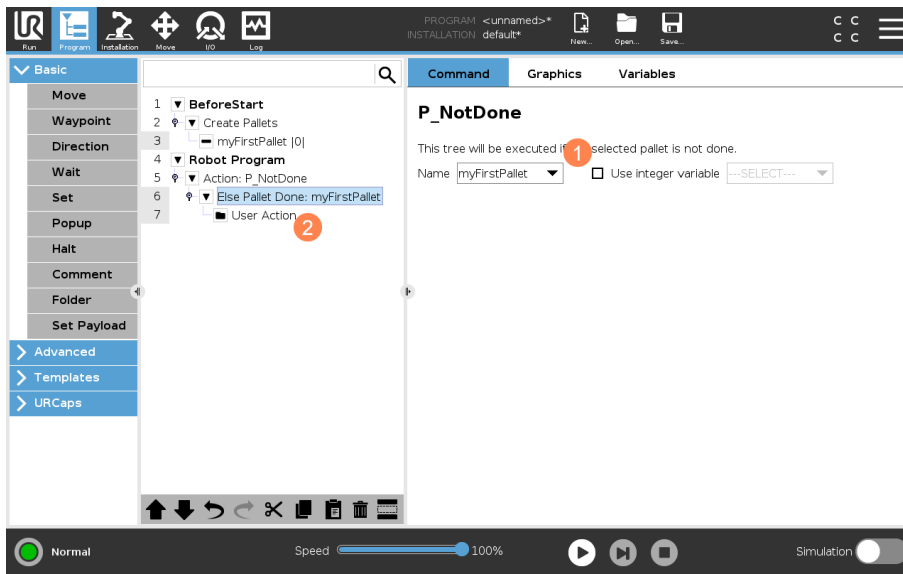 UR
Run
Program
Installation
Move
I/O
Log
PROGRAM <unnamed>*
INSTALLATION default*
New...
Open...
Save...
C C
C C
Basic
Move
Waypoint
Direction
Wait
Set
Popup
Halt
Comment
Folder
Set Payload
Advanced
Templates
URCaps
1 BeforeStart
2 Create Pallets
3 myFirstPallet |0|
4 Robot Program
5 Action: P_NotDone
6 Else Pallet Done: myFirstPallet
7 User Action
2
Command Graphics Variables
P_NotDone
This tree will be executed if selected pallet is not done.
1
Name myFirstPallet Use integer variable ---SELECT---
Normal
Speed 100%
Simulation